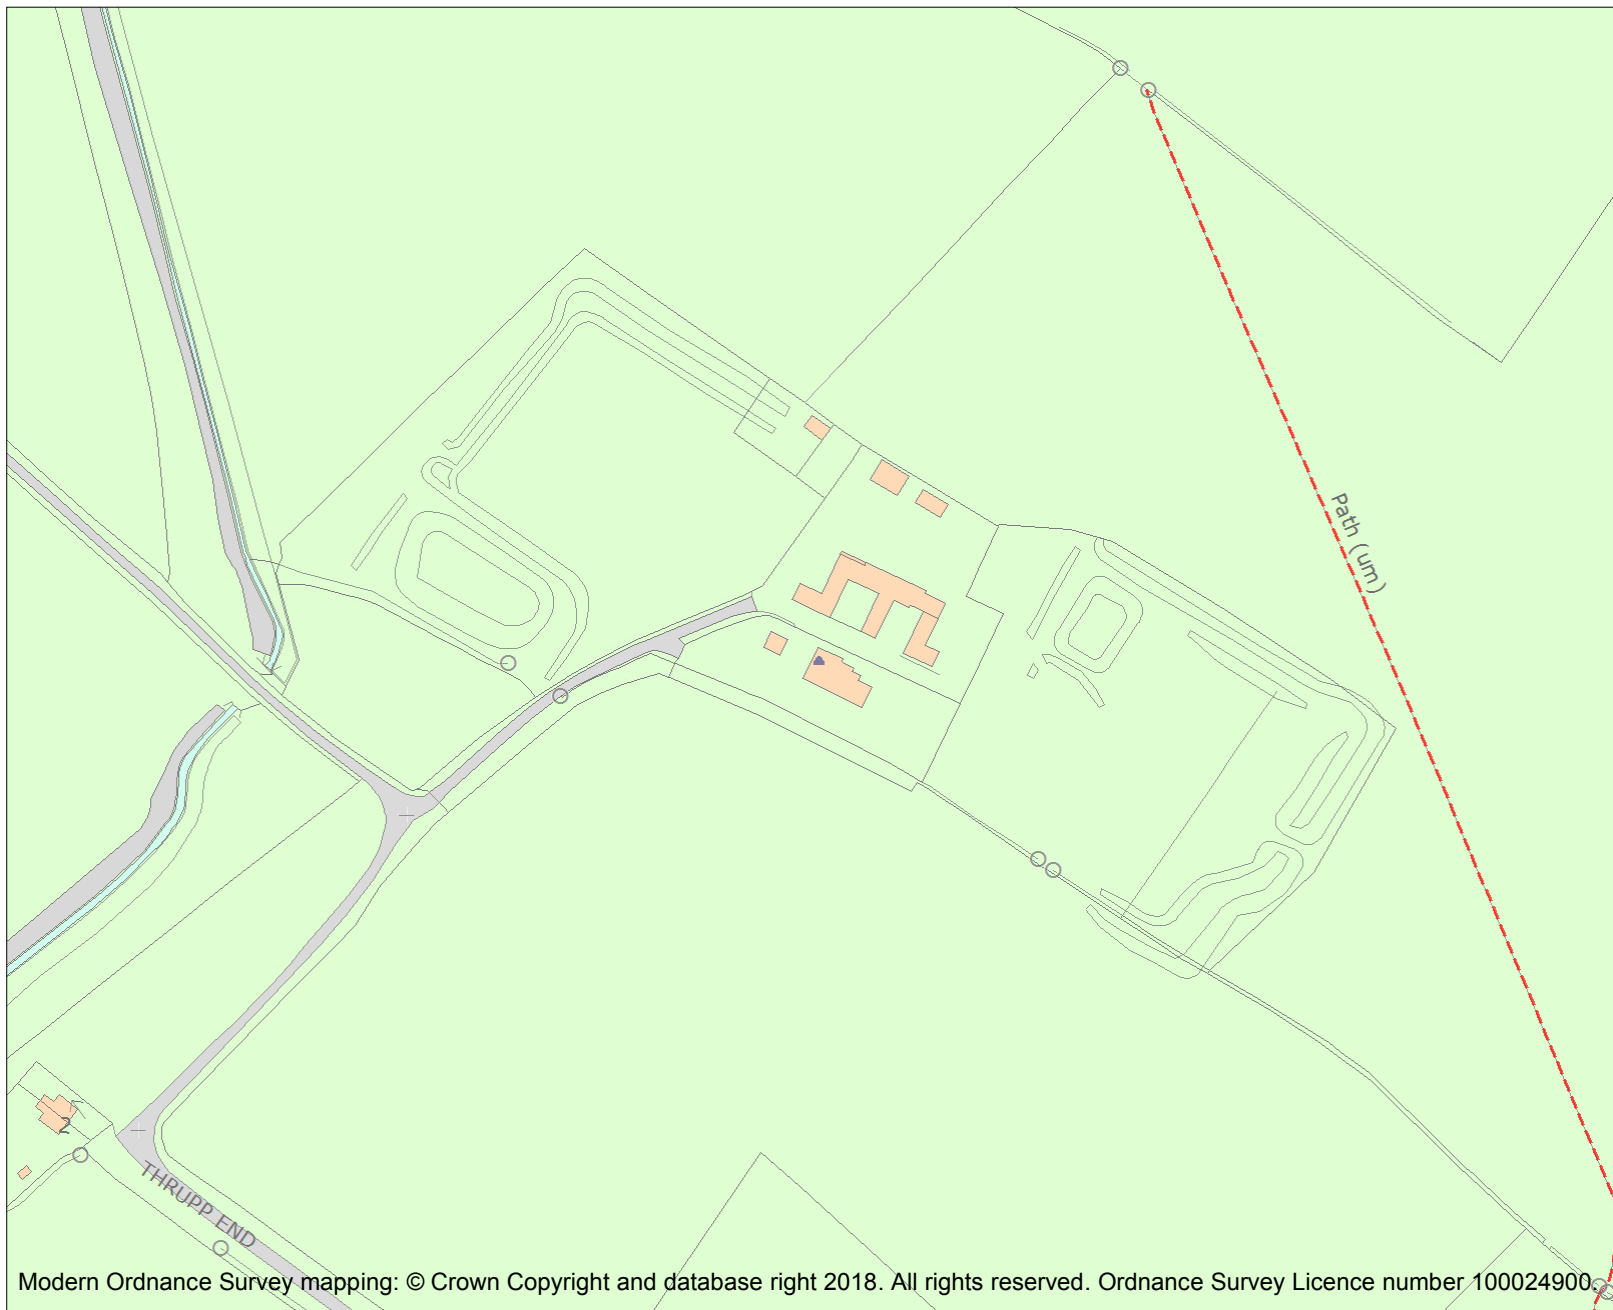 Path (um)
2
THRUPP END
Modern Ordnance Survey mapping: © Crown Copyright and database right 2018. All rights reserved. Ordnance Survey Licence number 100024900.